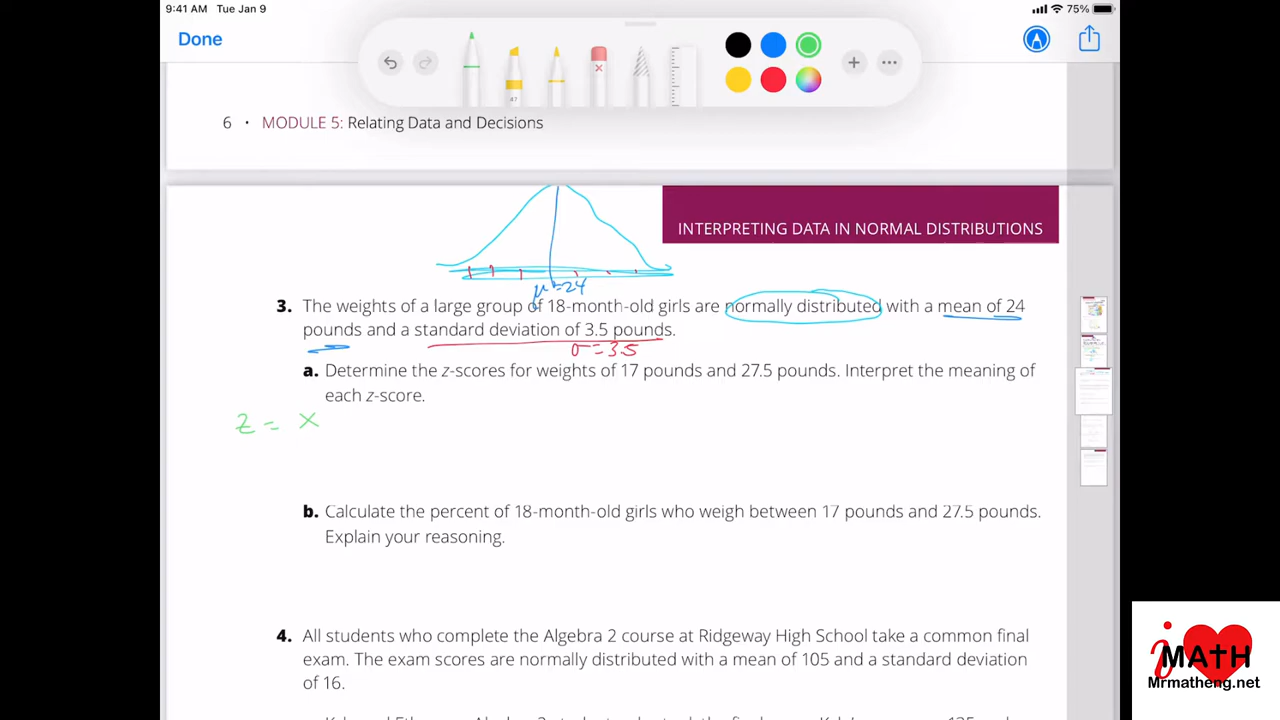 9:41 AM Tue Jan 9
75%
Done
47
6 • MODULE 5: Relating Data and Decisions
INTERPRETING DATA IN NORMAL DISTRIBUTIONS
μ=24
3. The weights of a large group of 18-month-old girls are normally distributed with a mean of 24
pounds and a standard deviation of 3.5 pounds.
σ=3.5
a. Determine the z-scores for weights of 17 pounds and 27.5 pounds. Interpret the meaning of
each z-score.
z = x
b. Calculate the percent of 18-month-old girls who weigh between 17 pounds and 27.5 pounds.
Explain your reasoning.
4. All students who complete the Algebra 2 course at Ridgeway High School take a common final
exam. The exam scores are normally distributed with a mean of 105 and a standard deviation
of 16.
i MATH
Mrmatheng.net